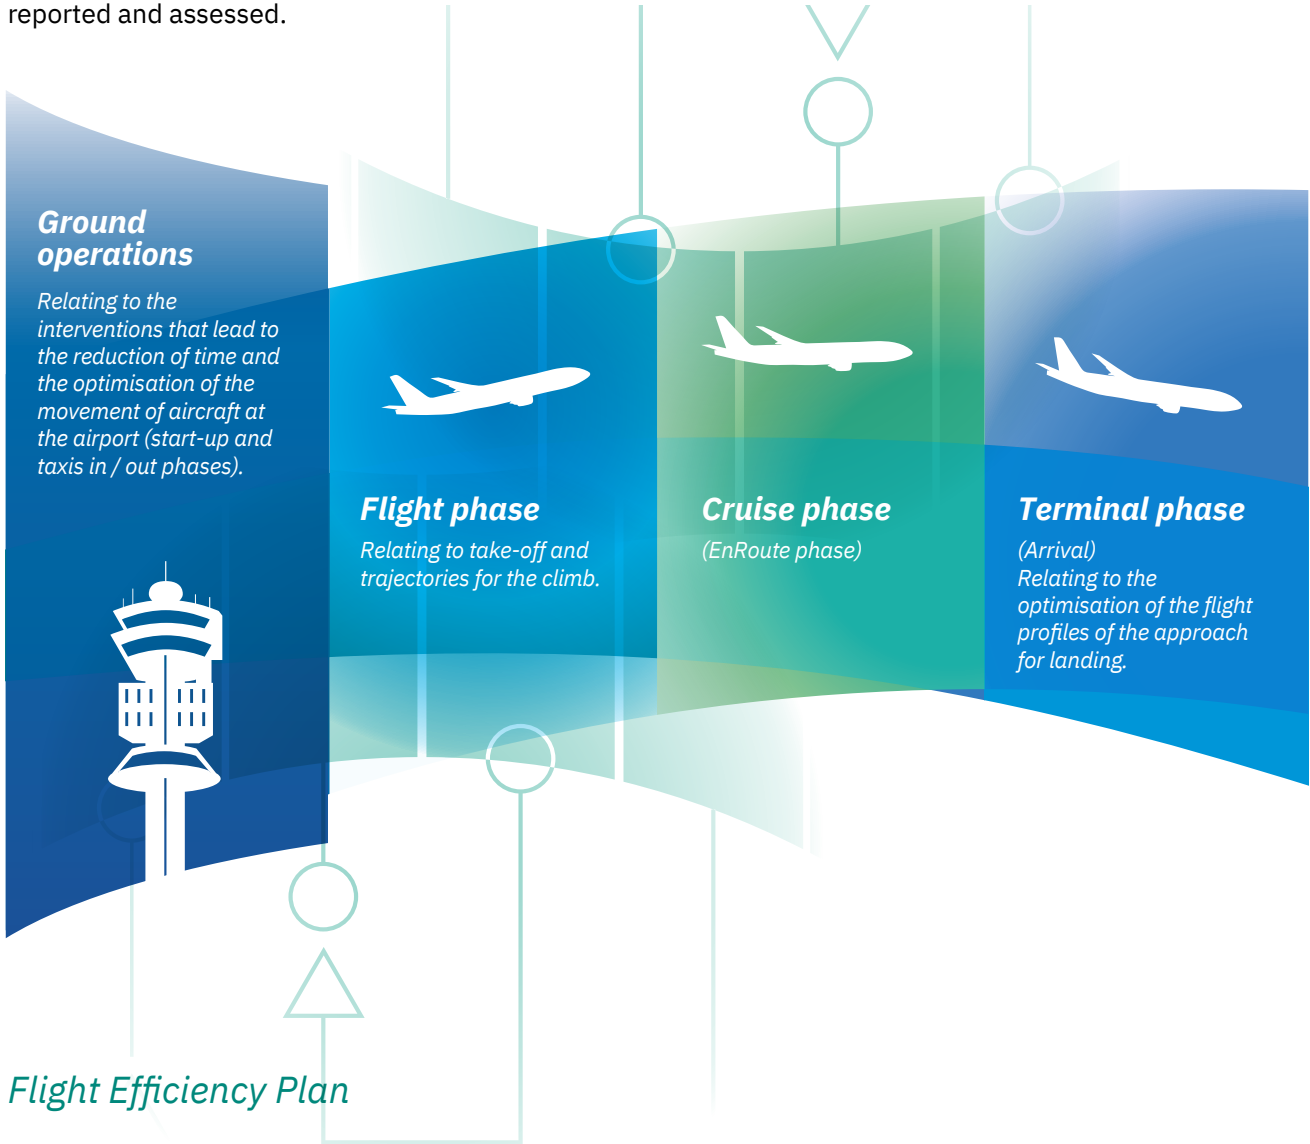 reported and assessed.
Ground
operations
Relating to the
interventions that lead to
the reduction of time and
the optimisation of the
movement of aircraft at
the airport (start-up and
taxis in / out phases).
Flight phase
Relating to take-off and
trajectories for the climb.
Cruise phase
(EnRoute phase)
Terminal phase
(Arrival)
Relating to the
optimisation of the flight
profiles of the approach
for landing.
Flight Efficiency Plan